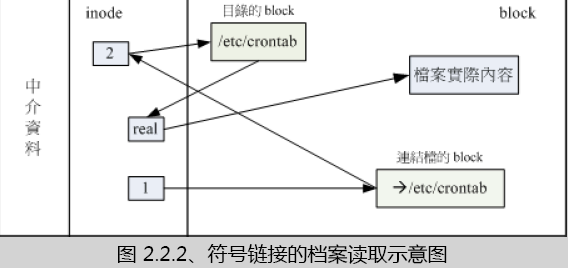 inode
block
目錄的 block
2
/etc/crontab
中介資料
檔案實際內容
real
連結檔的 block
1
→/etc/crontab
图 2.2.2、符号链接的档案读取示意图